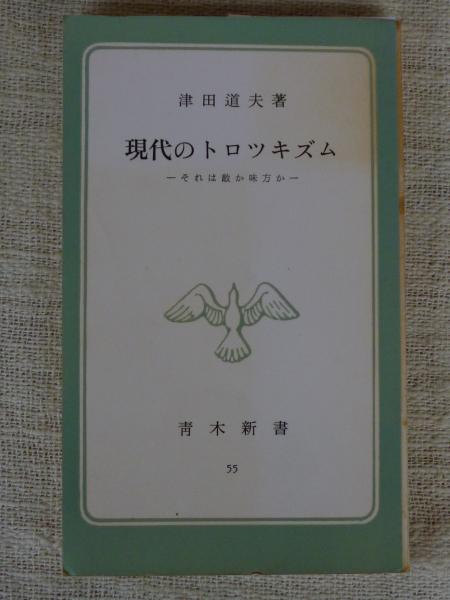 津田道夫著
現代のトロツキズム
―それは敵か味方か―
青木新書
55